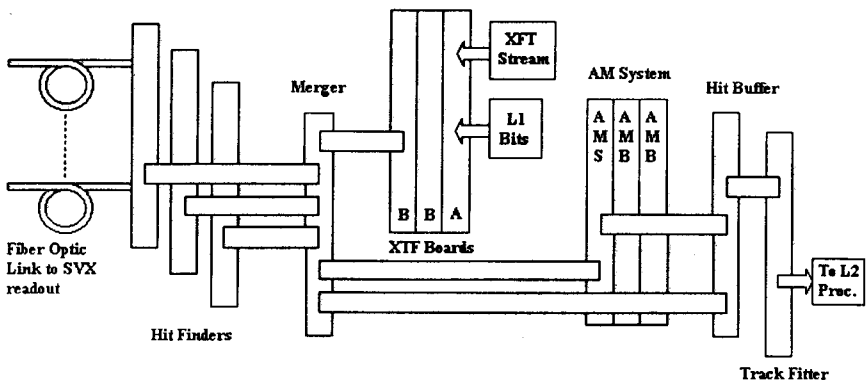 XFT
Stream
L1
Bits
Merger
AM System
Hit Buffer
A
M
S
A
M
B
A
M
B
B
B
A
XTF Boards
Fiber Optic
Link to SVX
readout
Hit Finders
To L2
Proc.
Track Fitter